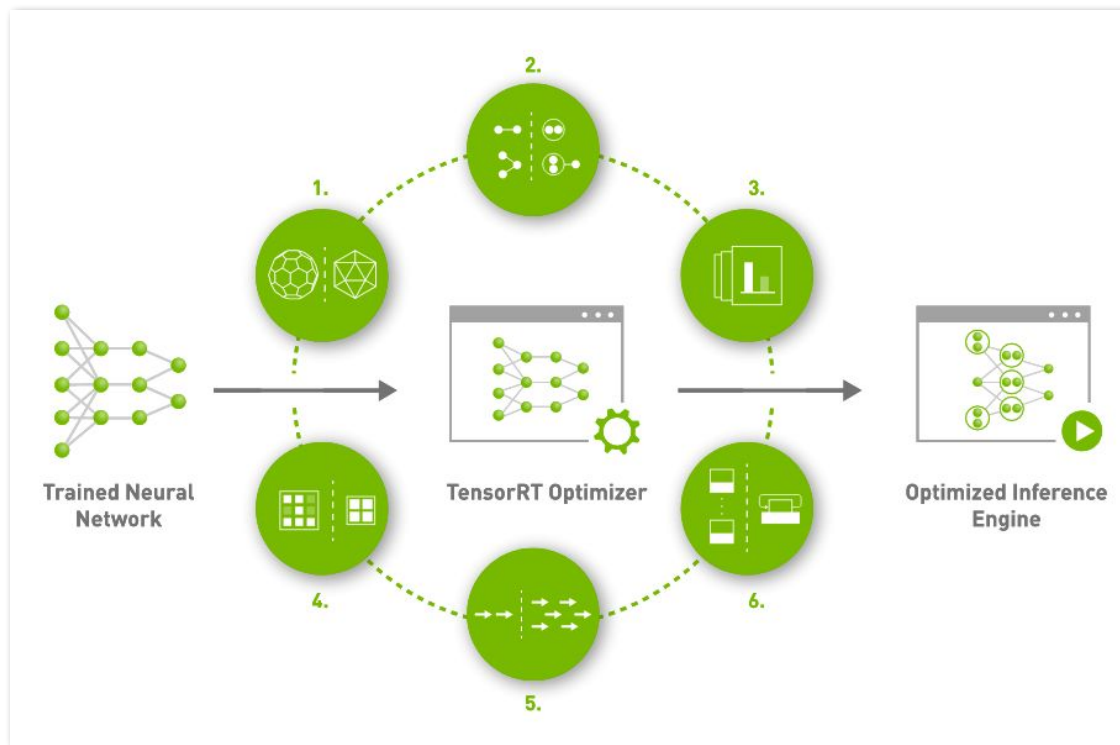 2.
1.
3.
Trained Neural
Network
TensorRT Optimizer
Optimized Inference
Engine
4.
6.
5.